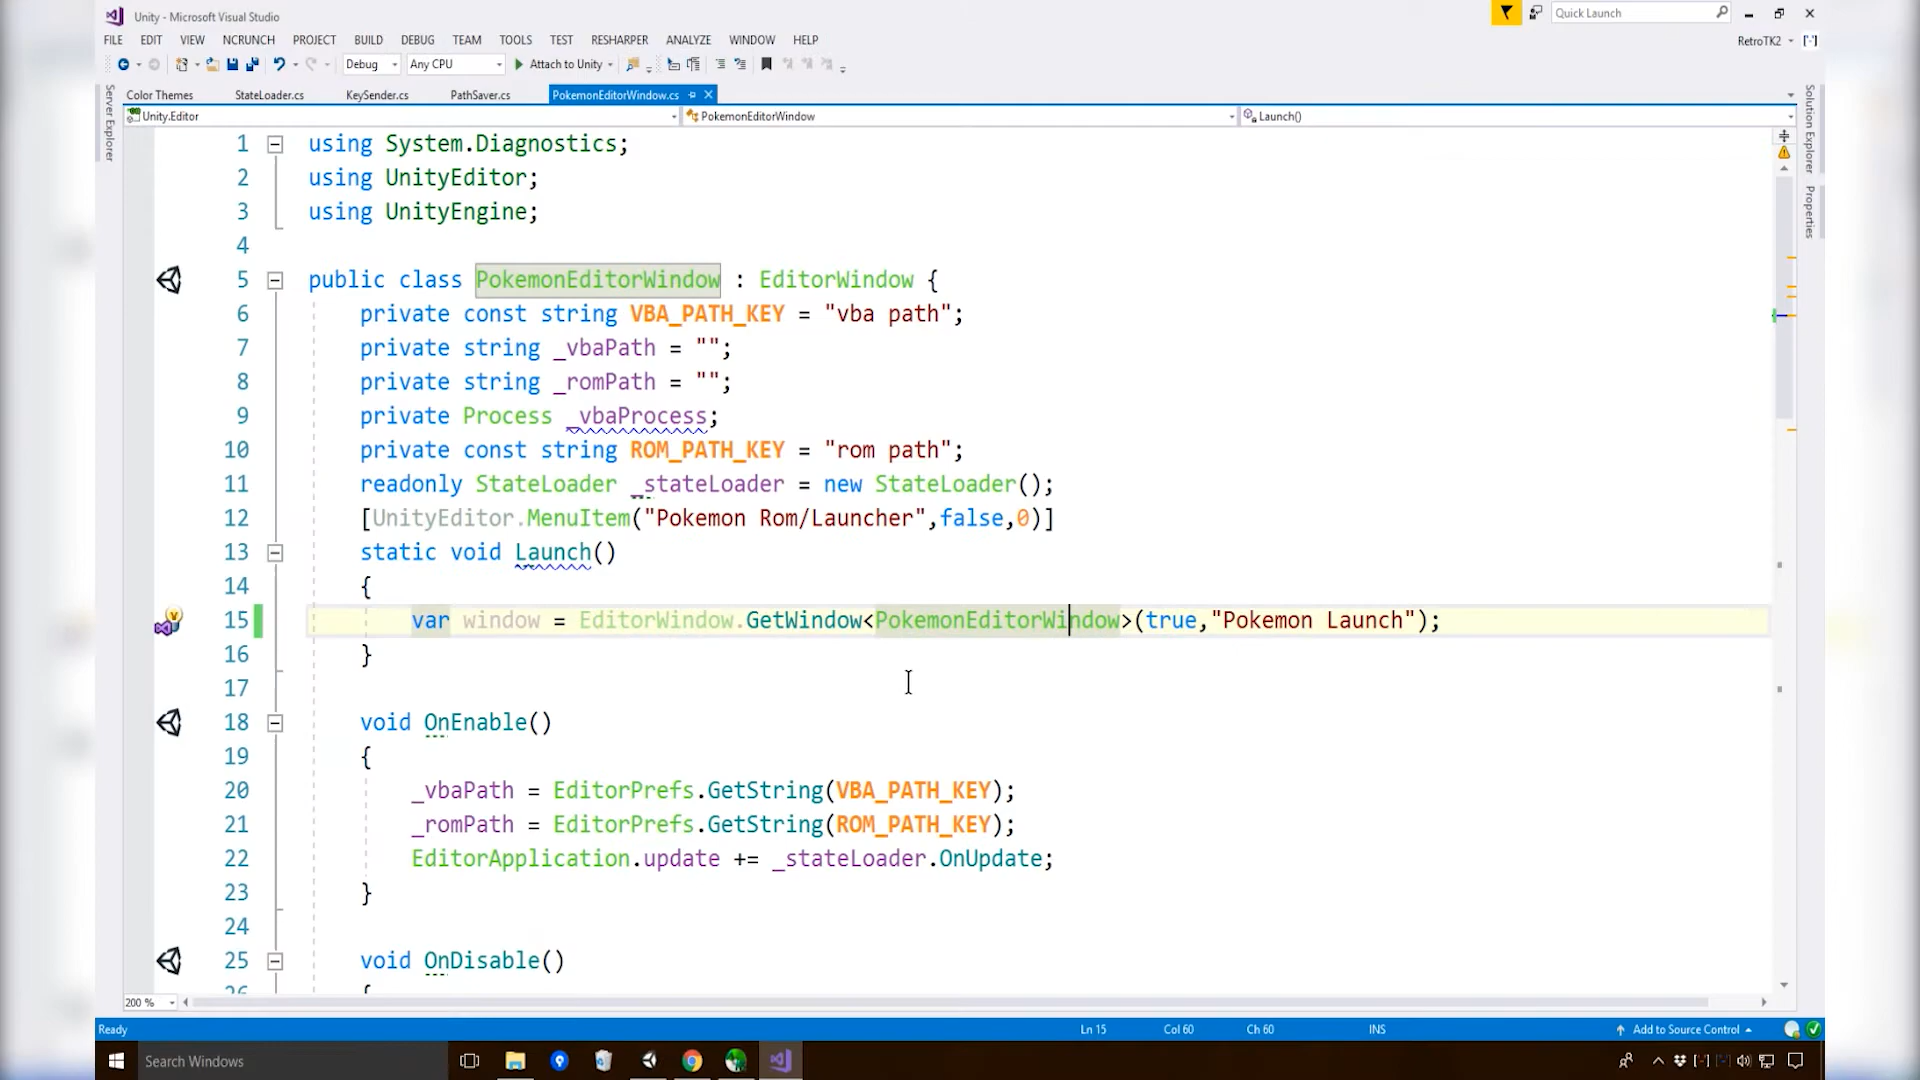 Unity - Microsoft Visual Studio
Quick Launch
FILE EDIT VIEW NCRUNCH PROJECT BUILD DEBUG TEAM TOOLS TEST RESHARPER ANALYZE WINDOW HELP
RetroTK2
Debug Any CPU Attach to Unity
Server Explorer
Color Themes StateLoader.cs KeySender.cs PathSaver.cs PokemonEditorWindow.cs
Solution Explorer
Properties
Unity.Editor PokemonEditorWindow Launch()
1 using System.Diagnostics;
2 using UnityEditor;
3 using UnityEngine;
4
5 public class PokemonEditorWindow : EditorWindow {
6 private const string VBA_PATH_KEY = "vba path";
7 private string _vbaPath = "";
8 private string _romPath = "";
9 private Process _vbaProcess;
10 private const string ROM_PATH_KEY = "rom path";
11 readonly StateLoader _stateLoader = new StateLoader();
12 [UnityEditor.MenuItem("Pokemon Rom/Launcher",false,0)]
13 static void Launch()
14 {
15 var window = EditorWindow.GetWindow<PokemonEditorWindow>(true,"Pokemon Launch");
16 }
17
18 void OnEnable()
19 {
20 _vbaPath = EditorPrefs.GetString(VBA_PATH_KEY);
21 _romPath = EditorPrefs.GetString(ROM_PATH_KEY);
22 EditorApplication.update += _stateLoader.OnUpdate;
23 }
24
25 void OnDisable()
26 {
200 %
Ready Ln 15 Col 60 Ch 60 INS Add to Source Control
Search Windows